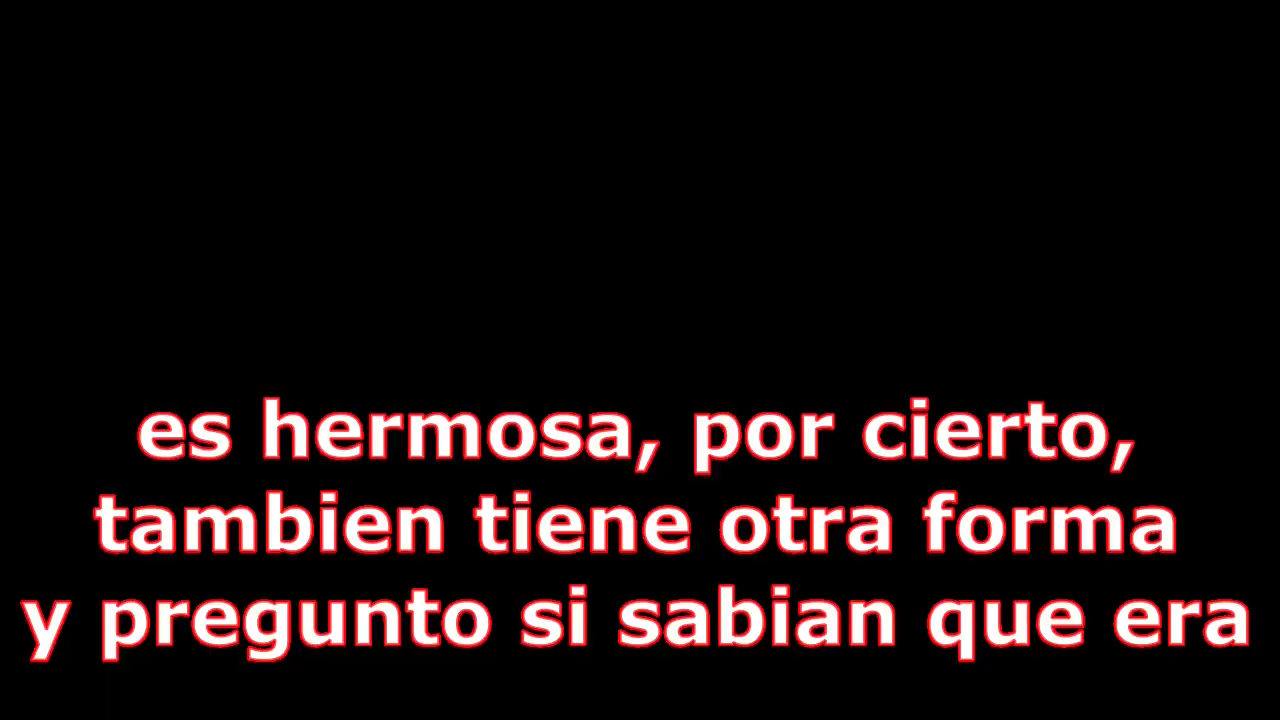 es hermosa, por cierto,
tambien tiene otra forma
y pregunto si sabian que era